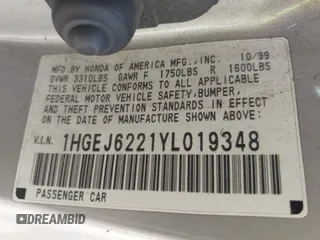 MFD.BY HONDA OF AMERICA MFG.,INC. 10/99
GVWR 3310LBS GAWR F 1750LBS R 1600LBS
THIS VEHICLE CONFORMS TO ALL APPLICABLE
FEDERAL MOTOR VEHICLE SAFETY,BUMPER,
AND THEFT PREVENTION STANDARDS IN EFFECT
ON THE DATE OF MANUFACTURE SHOWN ABOVE.
V.I.N. 1HGEJ6221YL019348
PASSENGER CAR
DREAMBID